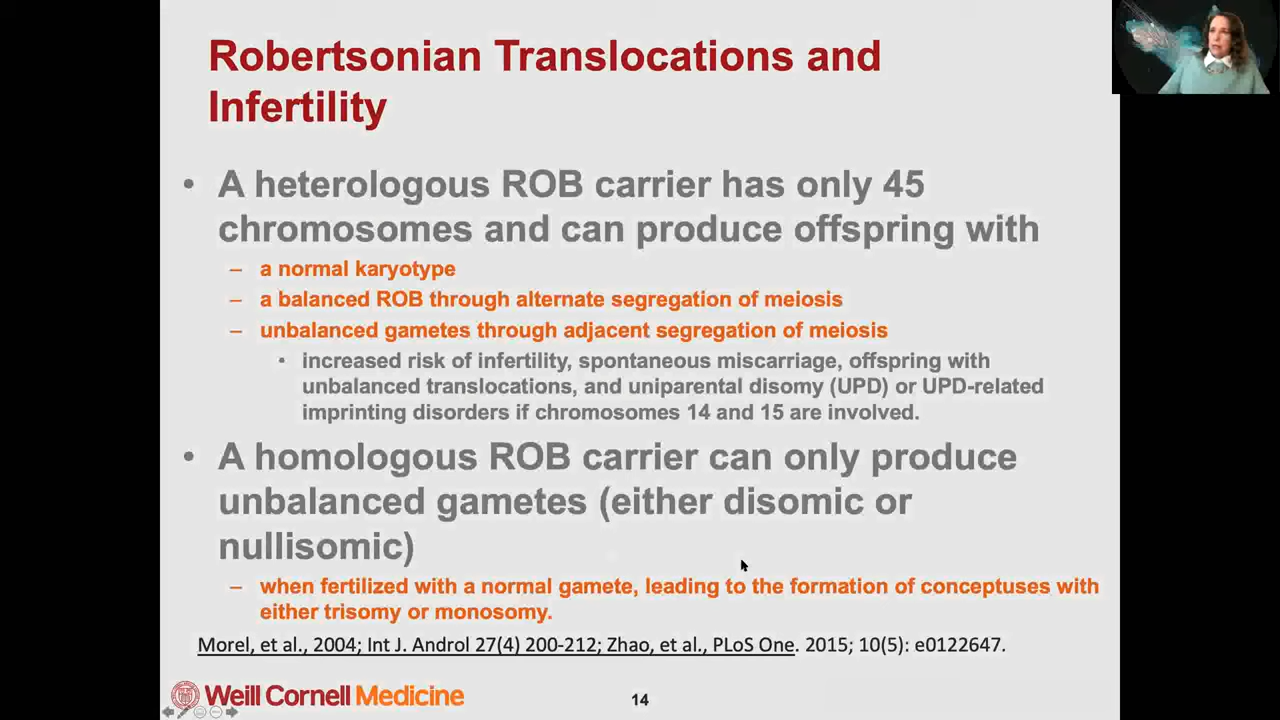 Robertsonian Translocations and
Infertility
• A heterologous ROB carrier has only 45
chromosomes and can produce offspring with
– a normal karyotype
– a balanced ROB through alternate segregation of meiosis
– unbalanced gametes through adjacent segregation of meiosis
• increased risk of infertility, spontaneous miscarriage, offspring with
unbalanced translocations, and uniparental disomy (UPD) or UPD-related
imprinting disorders if chromosomes 14 and 15 are involved.
• A homologous ROB carrier can only produce
unbalanced gametes (either disomic or
nullisomic)
– when fertilized with a normal gamete, leading to the formation of conceptuses with
either trisomy or monosomy.
Morel, et al., 2004; Int J. Androl 27(4) 200-212; Zhao, et al., PLoS One. 2015; 10(5): e0122647.
Weill Cornell Medicine
14